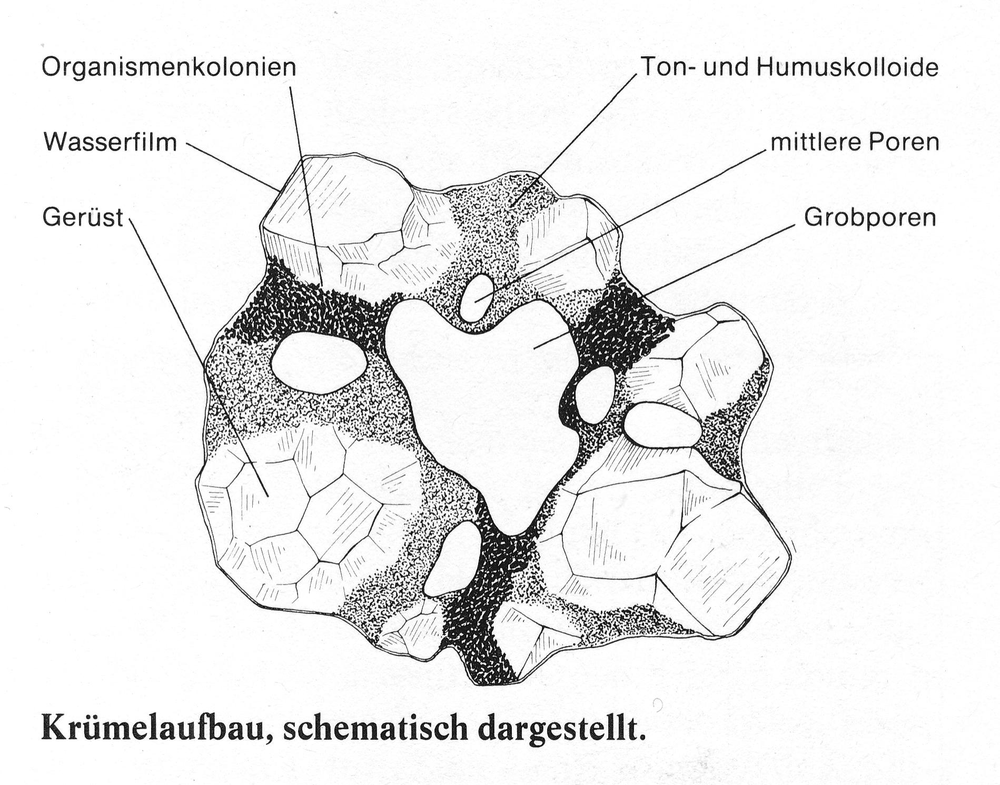 Organismenkolonien
Wasserfilm
Gerüst
Ton- und Humuskolloide
mittlere Poren
Grobporen
Krümelaufbau, schematisch dargestellt.